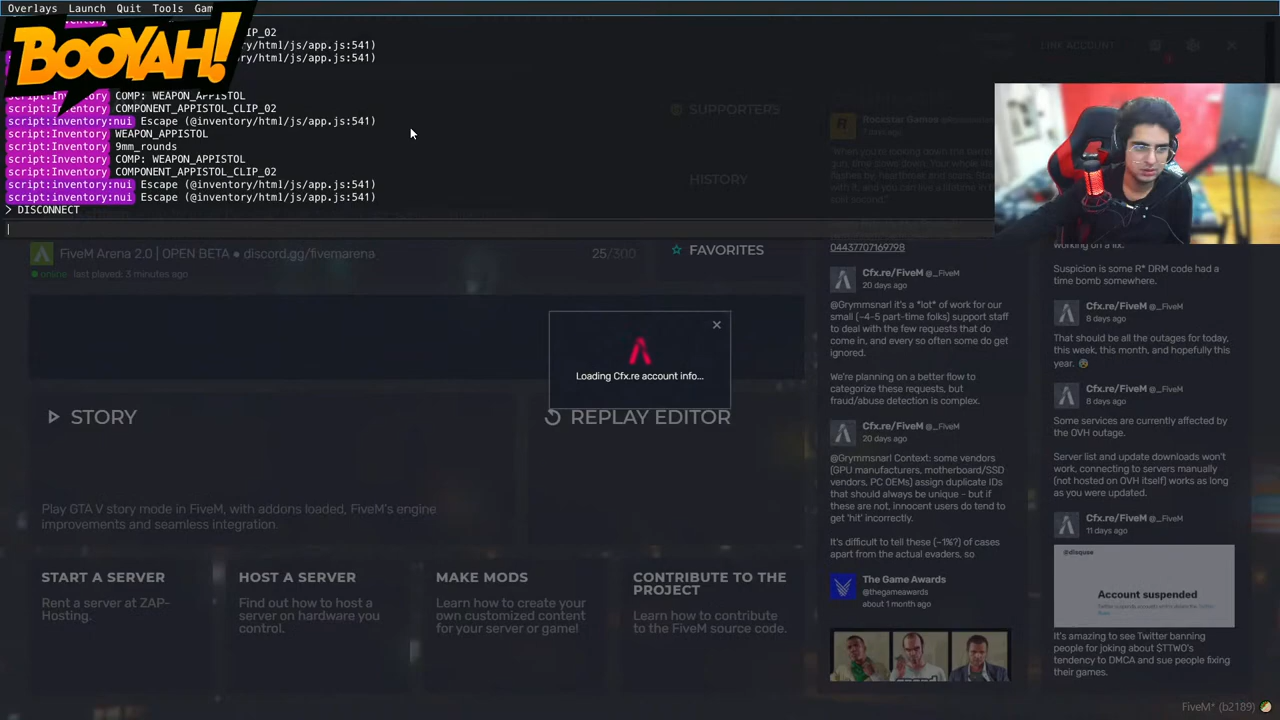 Overlays Launch Quit Tools
BOOYAH!
CLIP_02
ry/html/js/app.js:541)
ry/html/js/app.js:541)
script:Inventory COMP: WEAPON_APPISTOL
script:Inventory COMPONENT_APPISTOL_CLIP_02
script:inventory:nui Escape (@inventory/html/js/app.js:541)
script:Inventory WEAPON_APPISTOL
script:Inventory 9mm_rounds
script:Inventory COMP: WEAPON_APPISTOL
script:Inventory COMPONENT_APPISTOL_CLIP_02
script:inventory:nui Escape (@inventory/html/js/app.js:541)
script:inventory:nui Escape (@inventory/html/js/app.js:541)
> DISCONNECT
LINK ACCOUNT
SUPPORTERS
HISTORY
FAVORITES
FiveM Arena 2.0 | OPEN BETA ● discord.gg/fivemarena
25/300
online last played: 3 minutes ago
Loading Cfx.re account info...
STORY
Play GTA V story mode in FiveM, with addons loaded, FiveM's engine
improvements and seamless integration.
REPLAY EDITOR
START A SERVER
Rent a server at ZAP-
Hosting.
HOST A SERVER
Find out how to host a
server on hardware you
control.
MAKE MODS
Learn how to create your
own customized content
for your server or game!
CONTRIBUTE TO THE
PROJECT
Learn how to contribute
to the FiveM source code.
Rockstar Games
04437707169798
Cfx.re/FiveM @_FiveM
20 days ago
@Grymmsnarl it's a *lot* of work for our
small (~4-5 part-time folks) support staff
to deal with the few requests that do
come in, and every so often some do get
ignored.
We're planning on a better flow to
categorize these requests, but
fraud/abuse detection is complex.
Cfx.re/FiveM @_FiveM
20 days ago
@Grymmsnarl Context: some vendors
(GPU manufacturers, motherboard/SSD
vendors, PC OEMs) assign duplicate IDs
that should always be unique - but if
these are not, innocent users do tend to
get 'hit' incorrectly.
It's difficult to tell these (~1%?) of cases
apart from the actual evaders, so
The Game Awards
@thegameawards
about 1 month ago
working on a fix.
Suspicion is some R* DRM code had a
time bomb somewhere.
Cfx.re/FiveM @_FiveM
8 days ago
That should be all the outages for today,
this week, this month, and hopefully this
year. 😥
Cfx.re/FiveM @_FiveM
8 days ago
Some services are currently affected by
the OVH outage.
Server list and update downloads won't
work, connecting to servers manually
(not hosted on OVH itself) works as long
as you were updated.
Cfx.re/FiveM @_FiveM
11 days ago
@disquse
Account suspended
It's amazing to see Twitter banning
people for joking about $TTWO's
tendency to DMCA and sue people fixing
their games.
FiveM* (b2189)